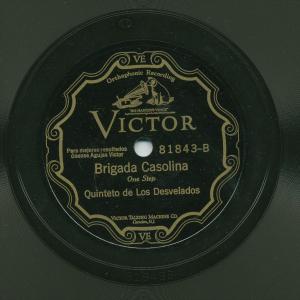 VE
Orthophonic Recording
"HIS MASTER'S VOICE"
VICTOR
Para mejores resultados
Úsense Agujas Victor
81843-B
Brigada Casolina
One Step
Quinteto de Los Desvelados
VICTOR TALKING MACHINE CO.
Camden, N.J.
VE